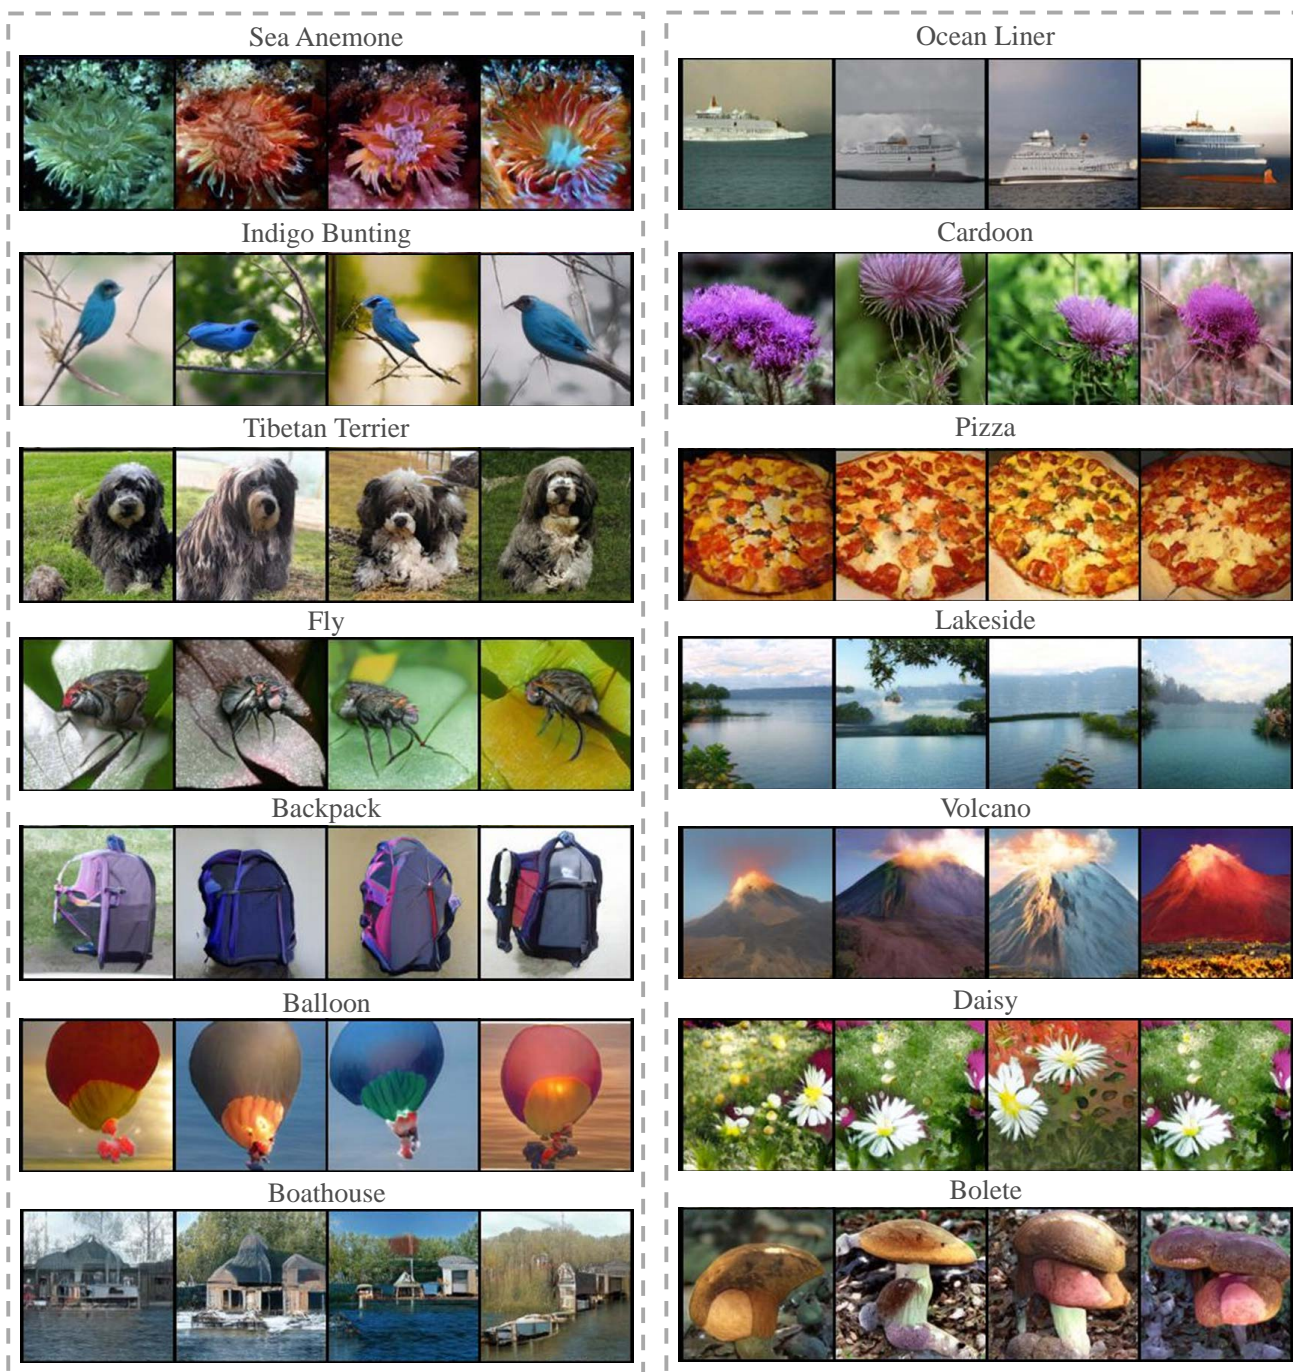 Sea Anemone
Indigo Bunting
Tibetan Terrier
Fly
Backpack
Balloon
Boathouse
Ocean Liner
Cardoon
Pizza
Lakeside
Volcano
Daisy
Bolete